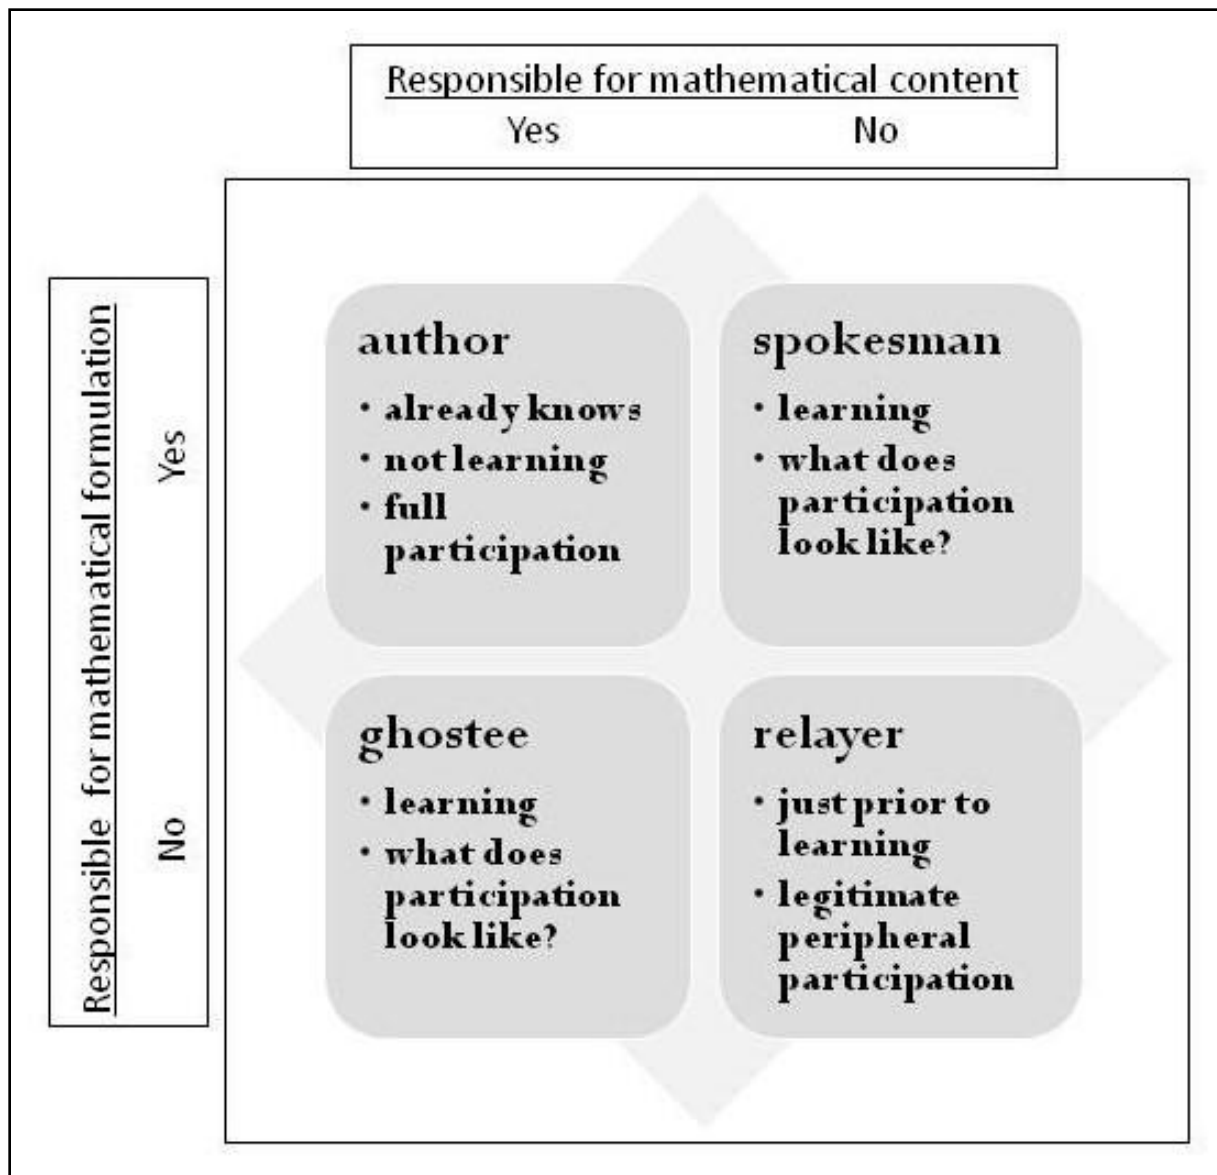 Responsible for mathematical content
Yes No
Responsible for mathematical formulation
Yes
No
author
• already knows
• not learning
• full
participation
spokesman
• learning
• what does
participation
look like?
ghostee
• learning
• what does
participation
look like?
relayer
• just prior to
learning
• legitimate
peripheral
participation